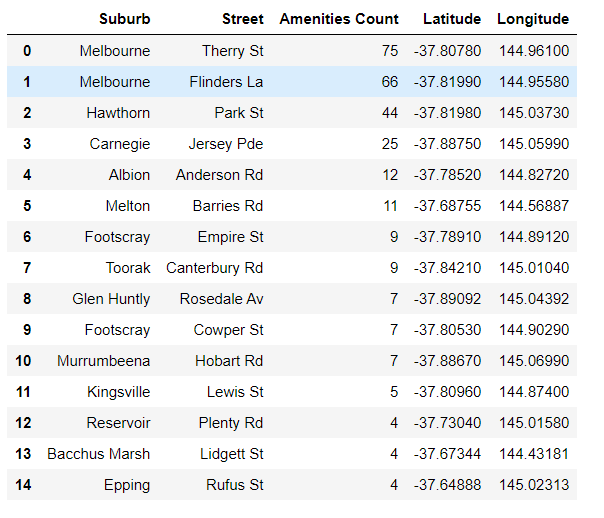 Suburb Street Amenities Count Latitude Longitude
0 Melbourne Therry St 75 -37.80780 144.96100
1 Melbourne Flinders La 66 -37.81990 144.95580
2 Hawthorn Park St 44 -37.81980 145.03730
3 Carnegie Jersey Pde 25 -37.88750 145.05990
4 Albion Anderson Rd 12 -37.78520 144.82720
5 Melton Barries Rd 11 -37.68755 144.56887
6 Footscray Empire St 9 -37.78910 144.89120
7 Toorak Canterbury Rd 9 -37.84210 145.01040
8 Glen Huntly Rosedale Av 7 -37.89092 145.04392
9 Footscray Cowper St 7 -37.80530 144.90290
10 Murrumbeena Hobart Rd 7 -37.88670 145.06990
11 Kingsville Lewis St 5 -37.80960 144.87400
12 Reservoir Plenty Rd 4 -37.73040 145.01580
13 Bacchus Marsh Lidgett St 4 -37.67344 144.43181
14 Epping Rufus St 4 -37.64888 145.02313